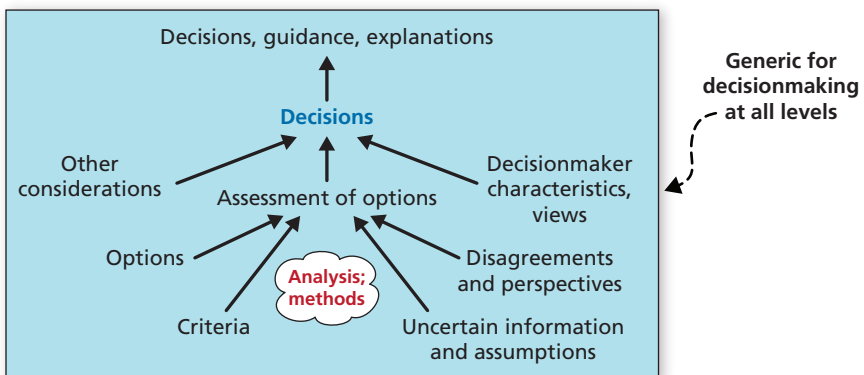 Decisions, guidance, explanations
Decisions
Other
considerations
Decisionmaker
characteristics,
views
Assessment of options
Options
Disagreements
and perspectives
Analysis;
methods
Criteria
Uncertain information
and assumptions
Generic for
decisionmaking
at all levels